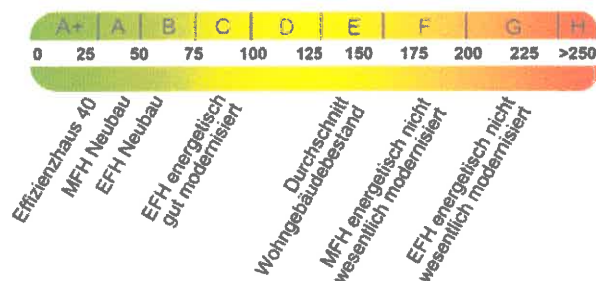 A+ A B C D E F G H
0 25 50 75 100 125 150 175 200 225 >250
Effizienzhaus 40
MFH Neubau
EFH Neubau
EFH energetisch
gut modernisiert
Durchschnitt
Wohngebäudebestand
MFH energetisch nicht
wesentlich modernisiert
EFH energetisch nicht
wesentlich modernisiert